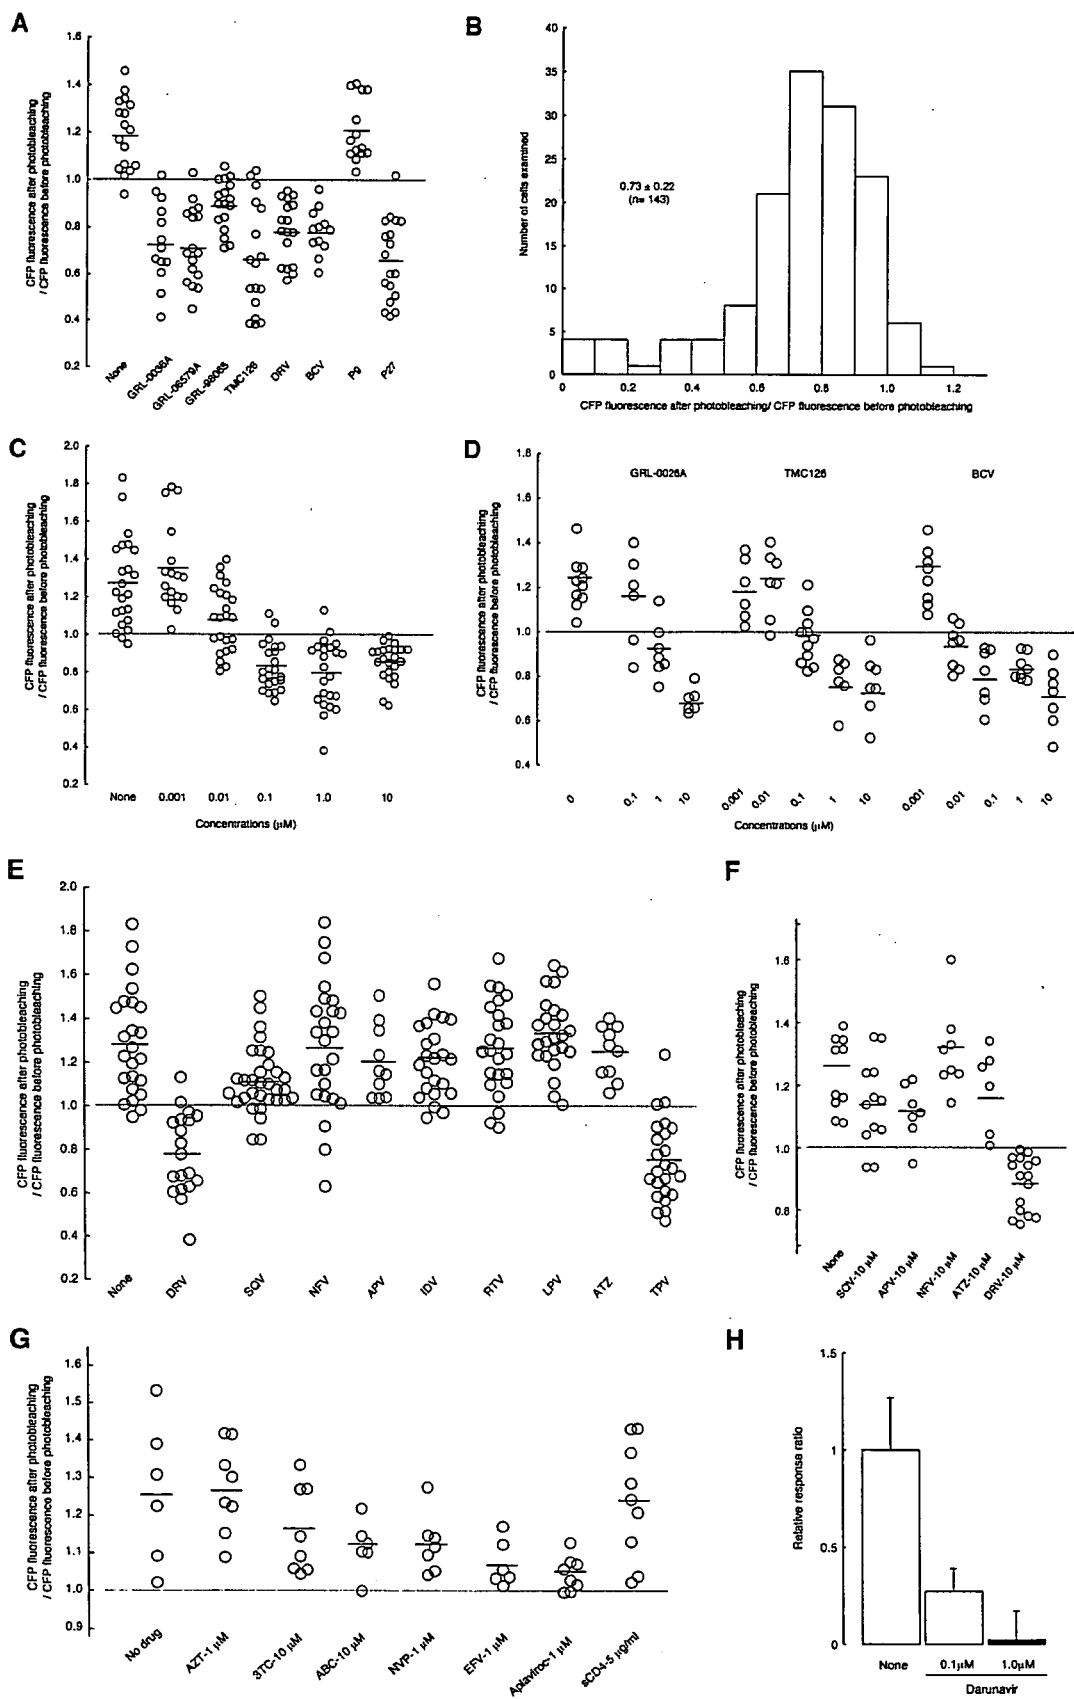 A
CFP fluorescence after photobleaching
/ CFP fluorescence before photobleaching
1.6
1.4
1.2
1.0
0.8
0.6
0.4
0.2
None
GRL-0036A
GRL-06579A
GRL-98065
TMC126
DRV
BCV
P9
P27
B
Number of cells examined
40
35
30
25
20
15
10
5
0
0.73 ± 0.22
(n= 143)
0 0.2 0.4 0.6 0.8 1.0 1.2
CFP fluorescence after photobleaching/ CFP fluorescence before photobleaching
C
CFP fluorescence after photobleaching
/ CFP fluorescence before photobleaching
2.0
1.8
1.6
1.4
1.2
1.0
0.8
0.6
0.4
0.2
None 0.001 0.01 0.1 1.0 10
Concentrations (µM)
D
CFP fluorescence after photobleaching
/ CFP fluorescence before photobleaching
1.8
1.6
1.4
1.2
1.0
0.8
0.6
0.4
GRL-0026A TMC126 BCV
0 0.1 1 10 0.001 0.01 0.1 1 10 0.001 0.01 0.1 1 10
Concentrations (µM)
E
CFP fluorescence after photobleaching
/ CFP fluorescence before photobleaching
2.0
1.8
1.6
1.4
1.2
1.0
0.8
0.6
0.4
0.2
None
DRV
SQV
NFV
APV
IDV
RTV
LPV
ATZ
TPV
F
CFP fluorescence after photobleaching
/ CFP fluorescence before photobleaching
1.6
1.4
1.2
1.0
0.8
None
SQV-10 µM
APV-10 µM
NFV-10 µM
ATZ-10 µM
DRV-10 µM
G
CFP fluorescence after photobleaching
/ CFP fluorescence before photobleaching
1.6
1.5
1.4
1.3
1.2
1.1
1.0
0.9
No drug
AZT-1 µM
3TC-10 µM
ABC-10 µM
NVP-1 µM
EFV-1 µM
Aplaviroc-1 µM
sCD4-5 µg/ml
H
Relative response ratio
1.5
1
0.5
0
None 0.1µM 1.0µM
Darunavir